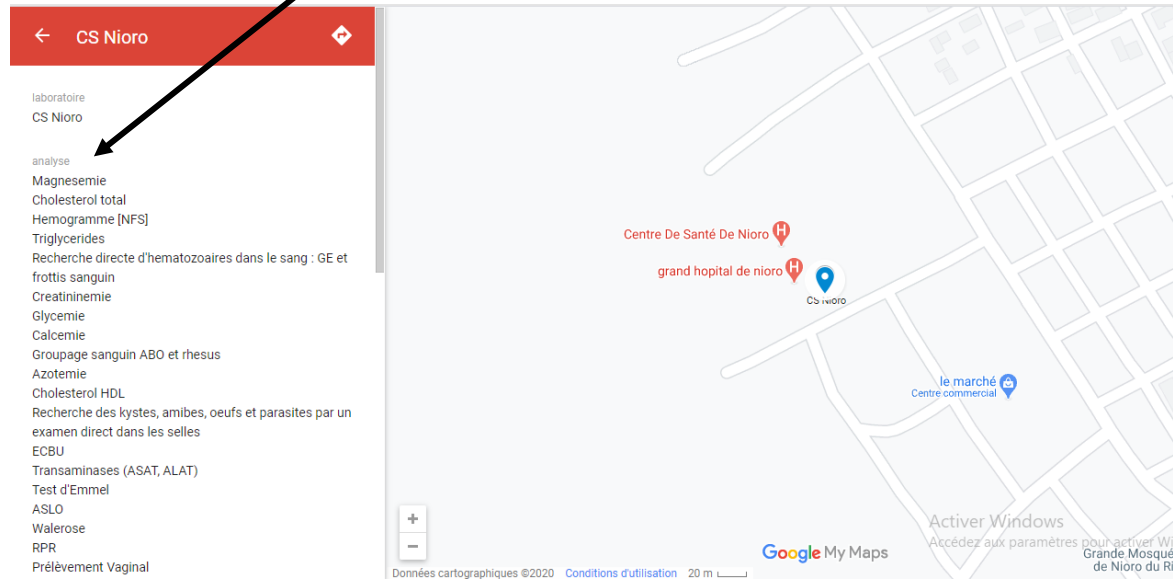 CS Nioro
laboratoire
CS Nioro
analyse
Magnesemie
Cholesterol total
Hemogramme [NFS]
Triglycerides
Recherche directe d'hematozoaires dans le sang : GE et
frottis sanguin
Creatininemie
Glycemie
Calcemie
Groupage sanguin ABO et rhesus
Azotemie
Cholesterol HDL
Recherche des kystes, amibes, oeufs et parasites par un
examen direct dans les selles
ECBU
Transaminases (ASAT, ALAT)
Test d'Emmel
ASLO
Walerose
RPR
Prélèvement Vaginal
Centre De Santé De Nioro
H
grand hopital de nioro
H
CS Nioro
le marché
Centre commercial
+
−
Activer Windows
Accédez aux paramètres pour activer Wi
Google My Maps
Grande Mosqué
de Nioro du R
Données cartographiques ©2020 Conditions d'utilisation 20 m